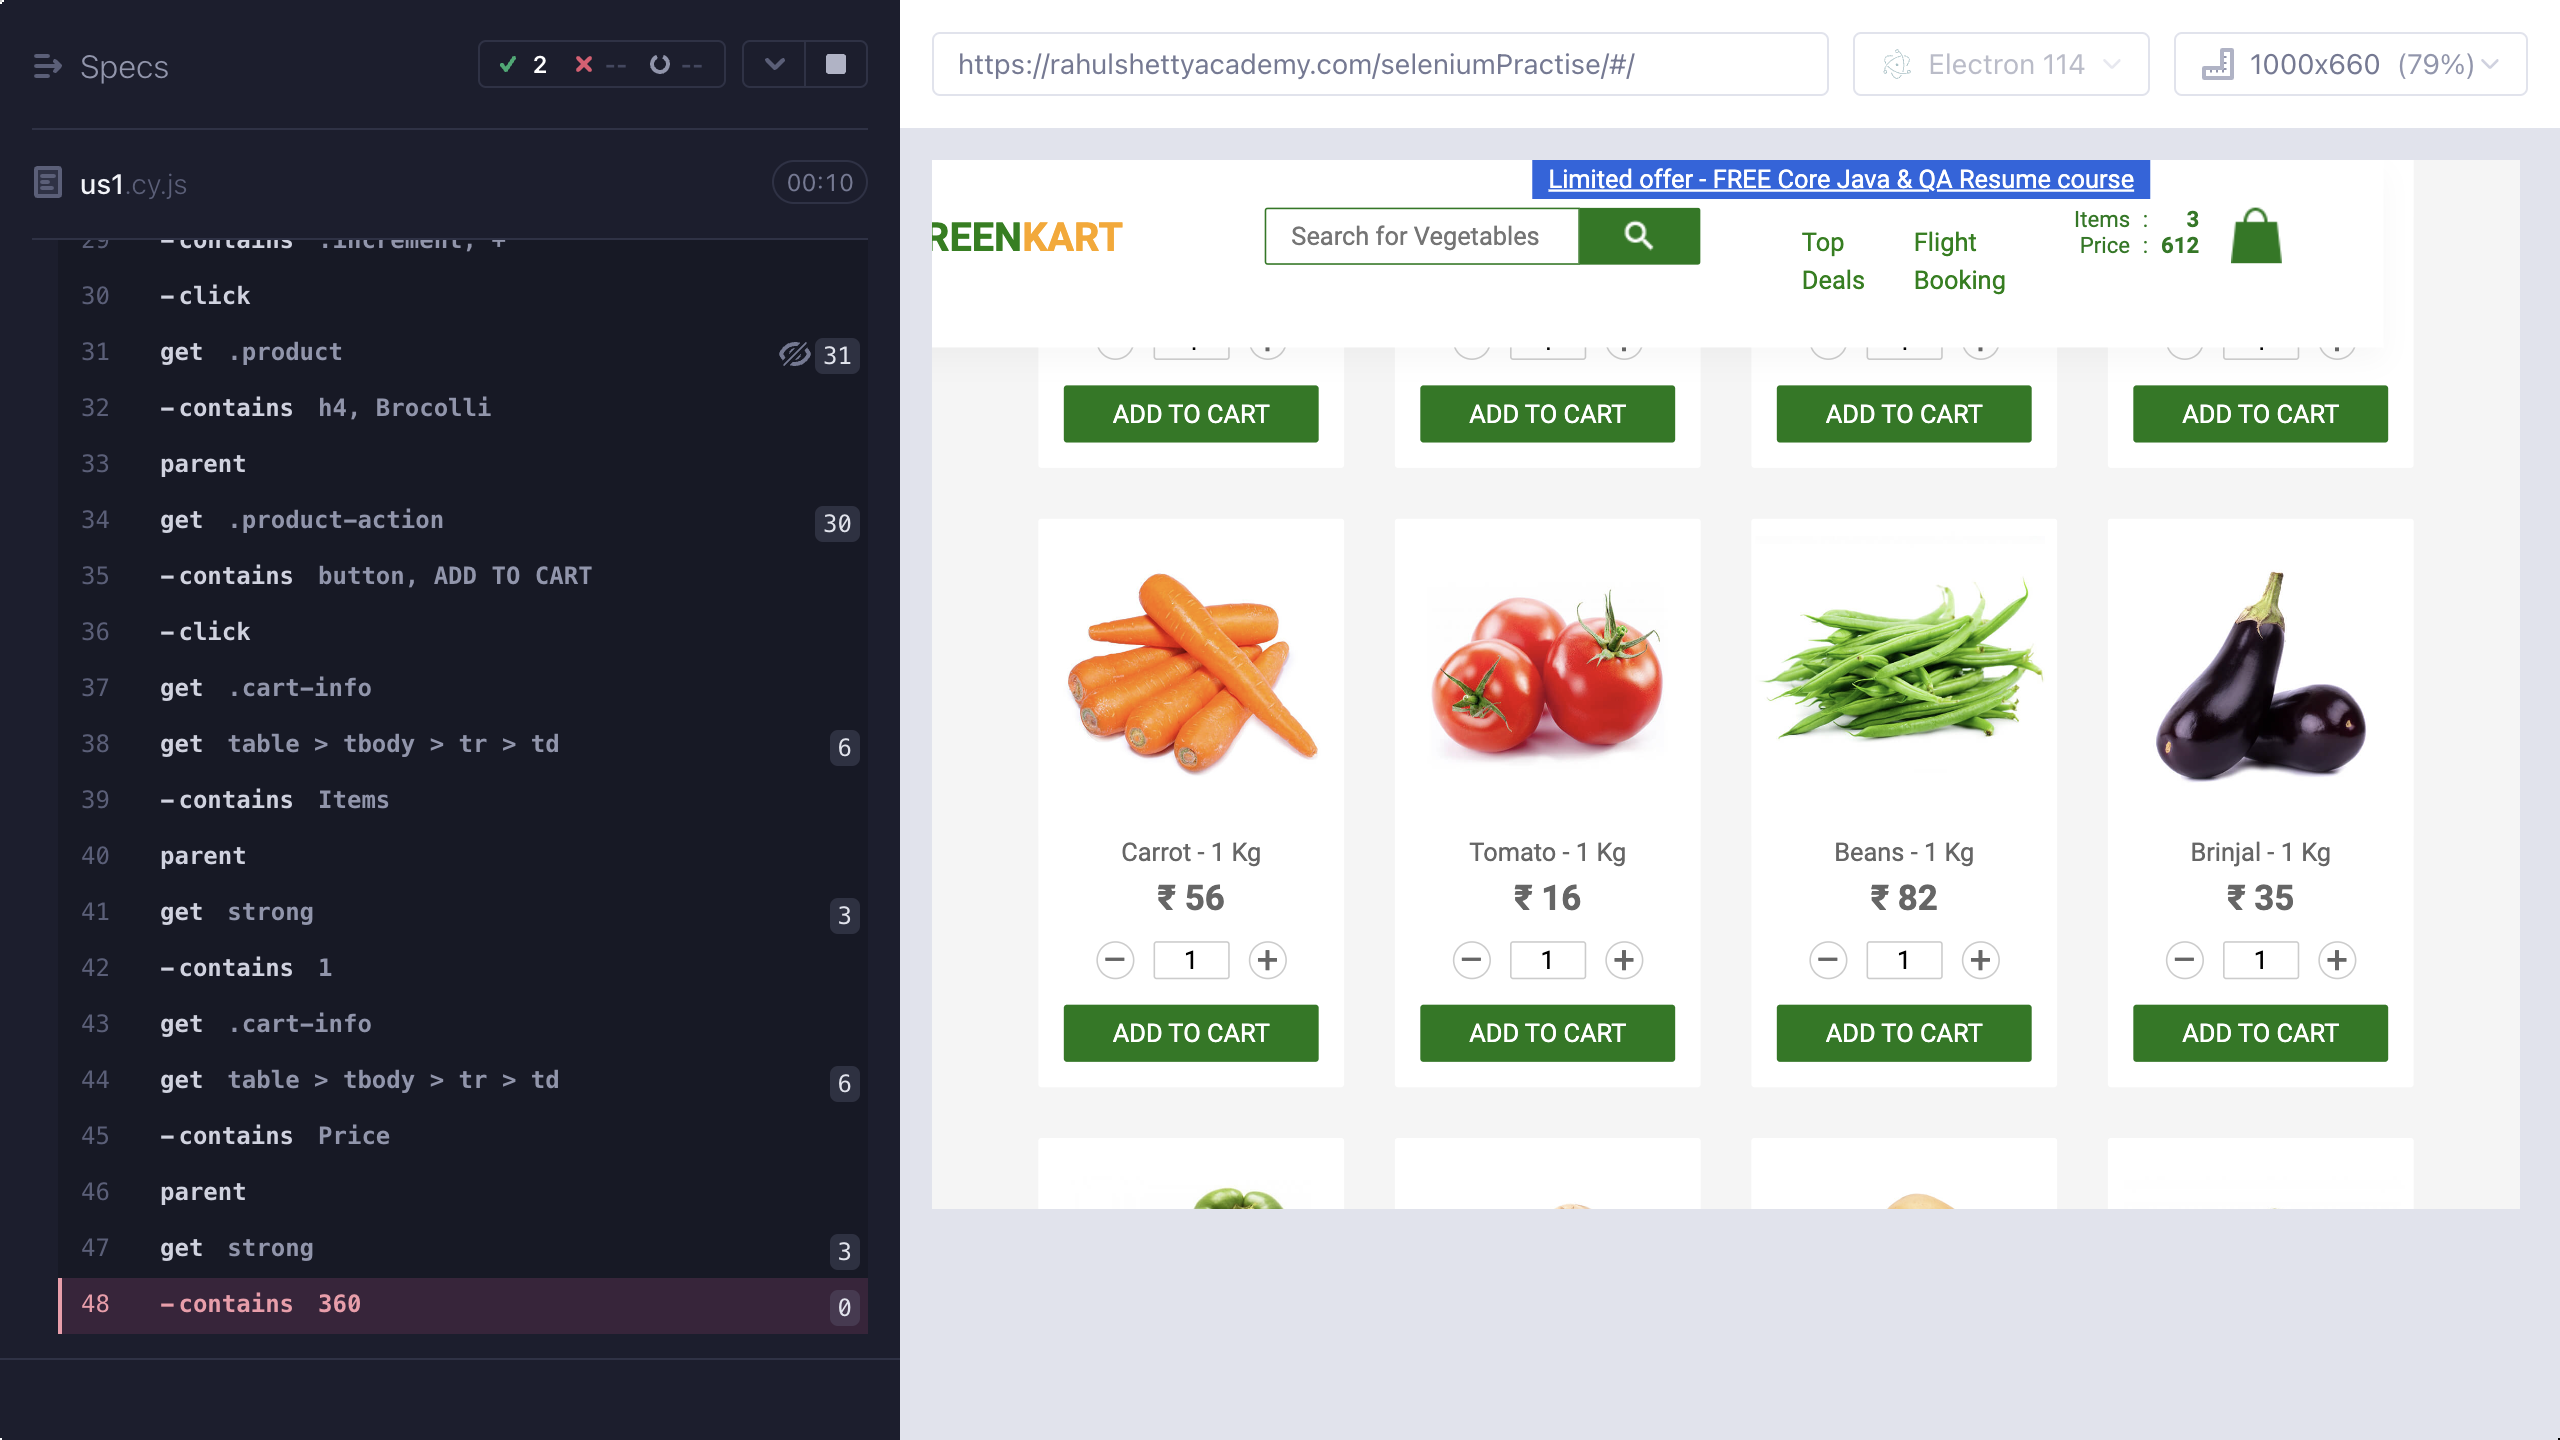 Specs
2 -- --
us1.cy.js 00:10
29 -contains .increment, +
30 -click
31 get .product 31
32 -contains h4, Brocolli
33 parent
34 get .product-action 30
35 -contains button, ADD TO CART
36 -click
37 get .cart-info
38 get table > tbody > tr > td 6
39 -contains Items
40 parent
41 get strong 3
42 -contains 1
43 get .cart-info
44 get table > tbody > tr > td 6
45 -contains Price
46 parent
47 get strong 3
48 -contains 360 0
https://rahulshettyacademy.com/seleniumPractise/#/
Electron 114
1000x660 (79%)
Limited offer - FREE Core Java & QA Resume course
REENKART
Search for Vegetables
Top Deals
Flight Booking
Items : 3
Price : 612
ADD TO CART ADD TO CART ADD TO CART ADD TO CART
Carrot - 1 Kg Tomato - 1 Kg Beans - 1 Kg Brinjal - 1 Kg
₹ 56 ₹ 16 ₹ 82 ₹ 35
− 1 + − 1 + − 1 + − 1 +
ADD TO CART ADD TO CART ADD TO CART ADD TO CART